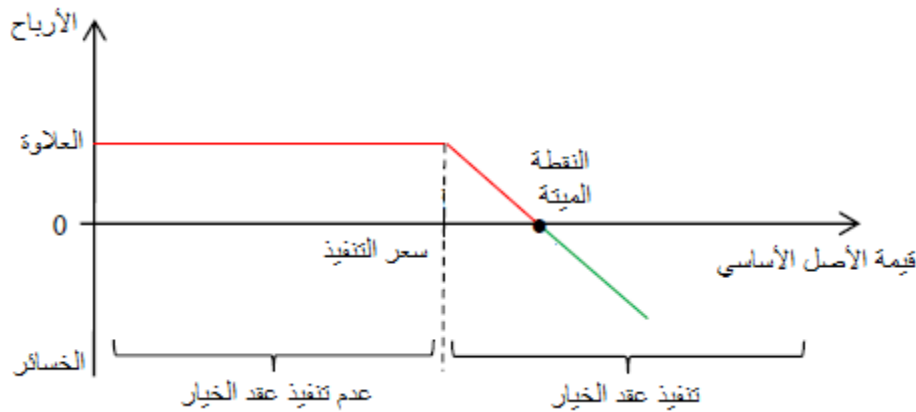 الأرباح
العلاوة
النقطة
الميتة
0
سعر التنفيذ
قيمة الأصل الأساسي
الخسائر
عدم تنفيذ عقد الخيار
تنفيذ عقد الخيار